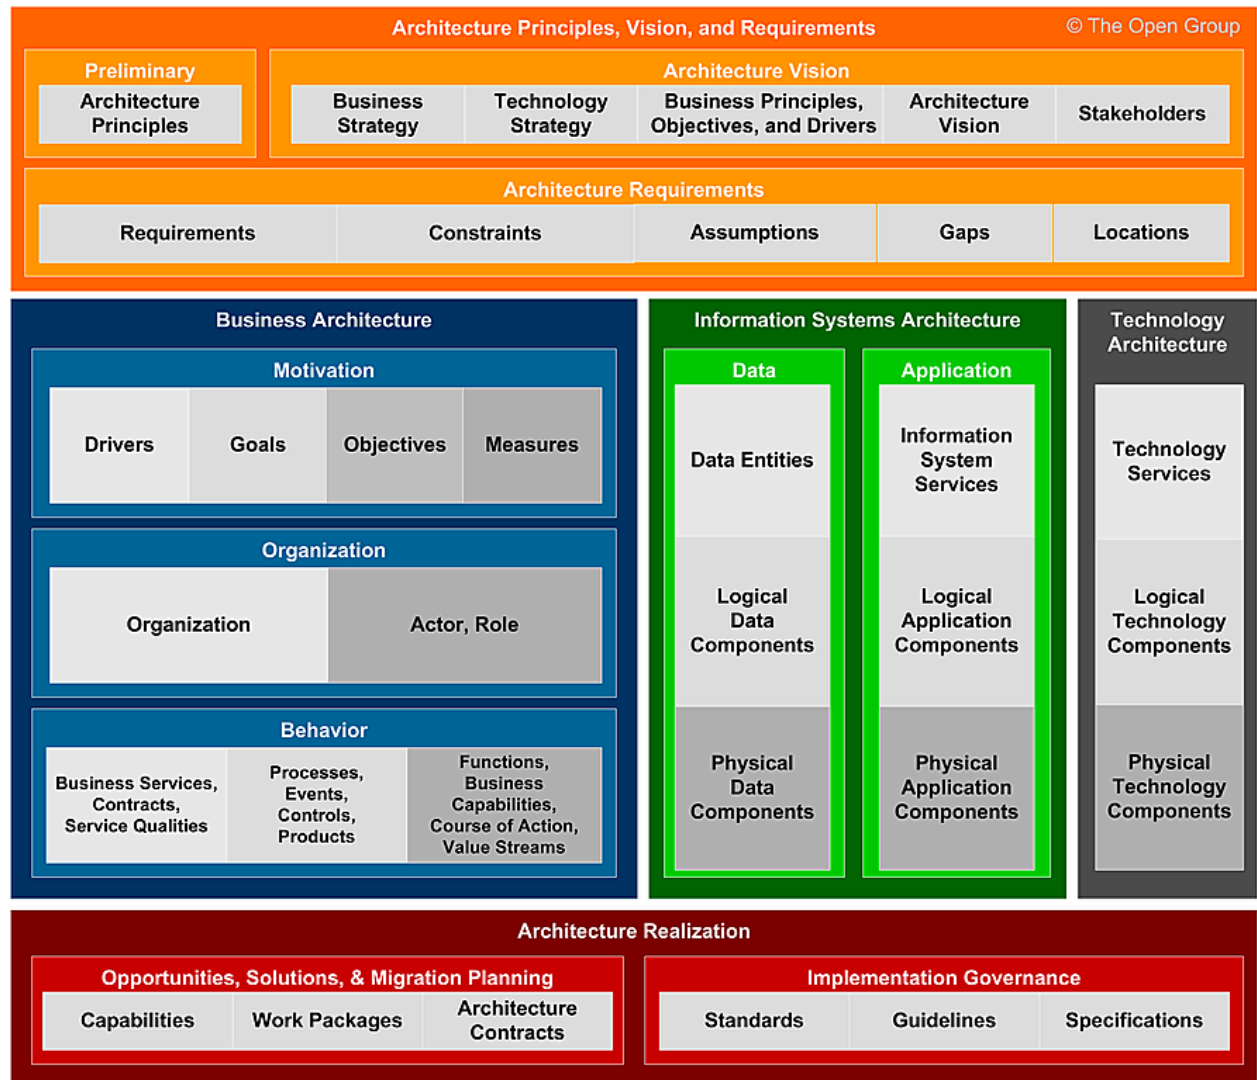 Architecture Principles, Vision, and Requirements
© The Open Group
Preliminary
Architecture
Principles
Architecture Vision
Business
Strategy
Technology
Strategy
Business Principles,
Objectives, and Drivers
Architecture
Vision
Stakeholders
Architecture Requirements
Requirements
Constraints
Assumptions
Gaps
Locations
Business Architecture
Motivation
Drivers
Goals
Objectives
Measures
Organization
Organization
Actor, Role
Behavior
Business Services,
Contracts,
Service Qualities
Processes,
Events,
Controls,
Products
Functions,
Business
Capabilities,
Course of Action,
Value Streams
Information Systems Architecture
Data
Data Entities
Logical
Data
Components
Physical
Data
Components
Application
Information
System
Services
Logical
Application
Components
Physical
Application
Components
Technology
Architecture
Technology
Services
Logical
Technology
Components
Physical
Technology
Components
Architecture Realization
Opportunities, Solutions, & Migration Planning
Capabilities
Work Packages
Architecture
Contracts
Implementation Governance
Standards
Guidelines
Specifications